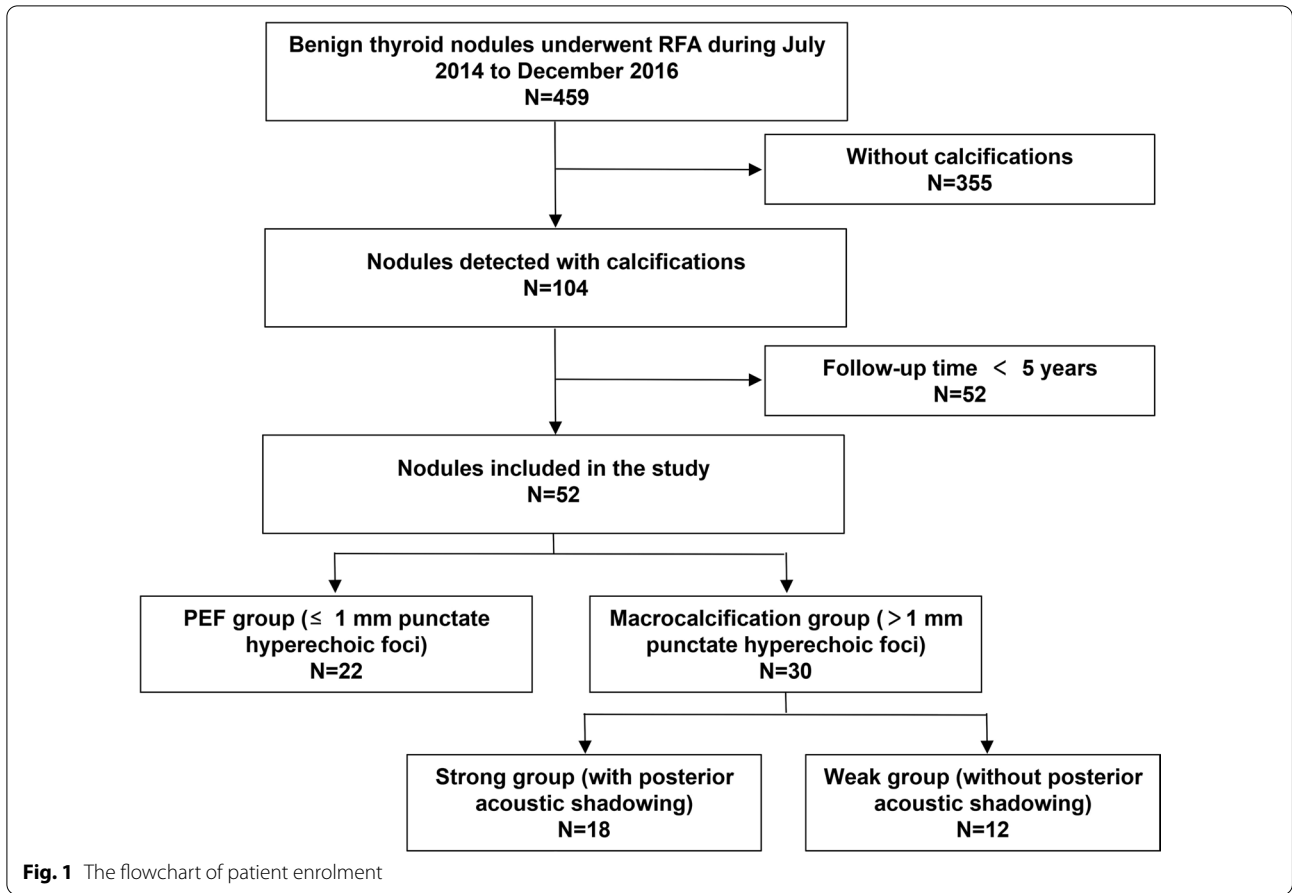 Benign thyroid nodules underwent RFA during July
2014 to December 2016
N=459
Without calcifications
N=355
Nodules detected with calcifications
N=104
Follow-up time < 5 years
N=52
Nodules included in the study
N=52
PEF group (≤ 1 mm punctate
hyperechoic foci)
N=22
Macrocalcification group (>1 mm
punctate hyperechoic foci)
N=30
Strong group (with posterior
acoustic shadowing)
N=18
Weak group (without posterior
acoustic shadowing)
N=12
Fig. 1 The flowchart of patient enrolment